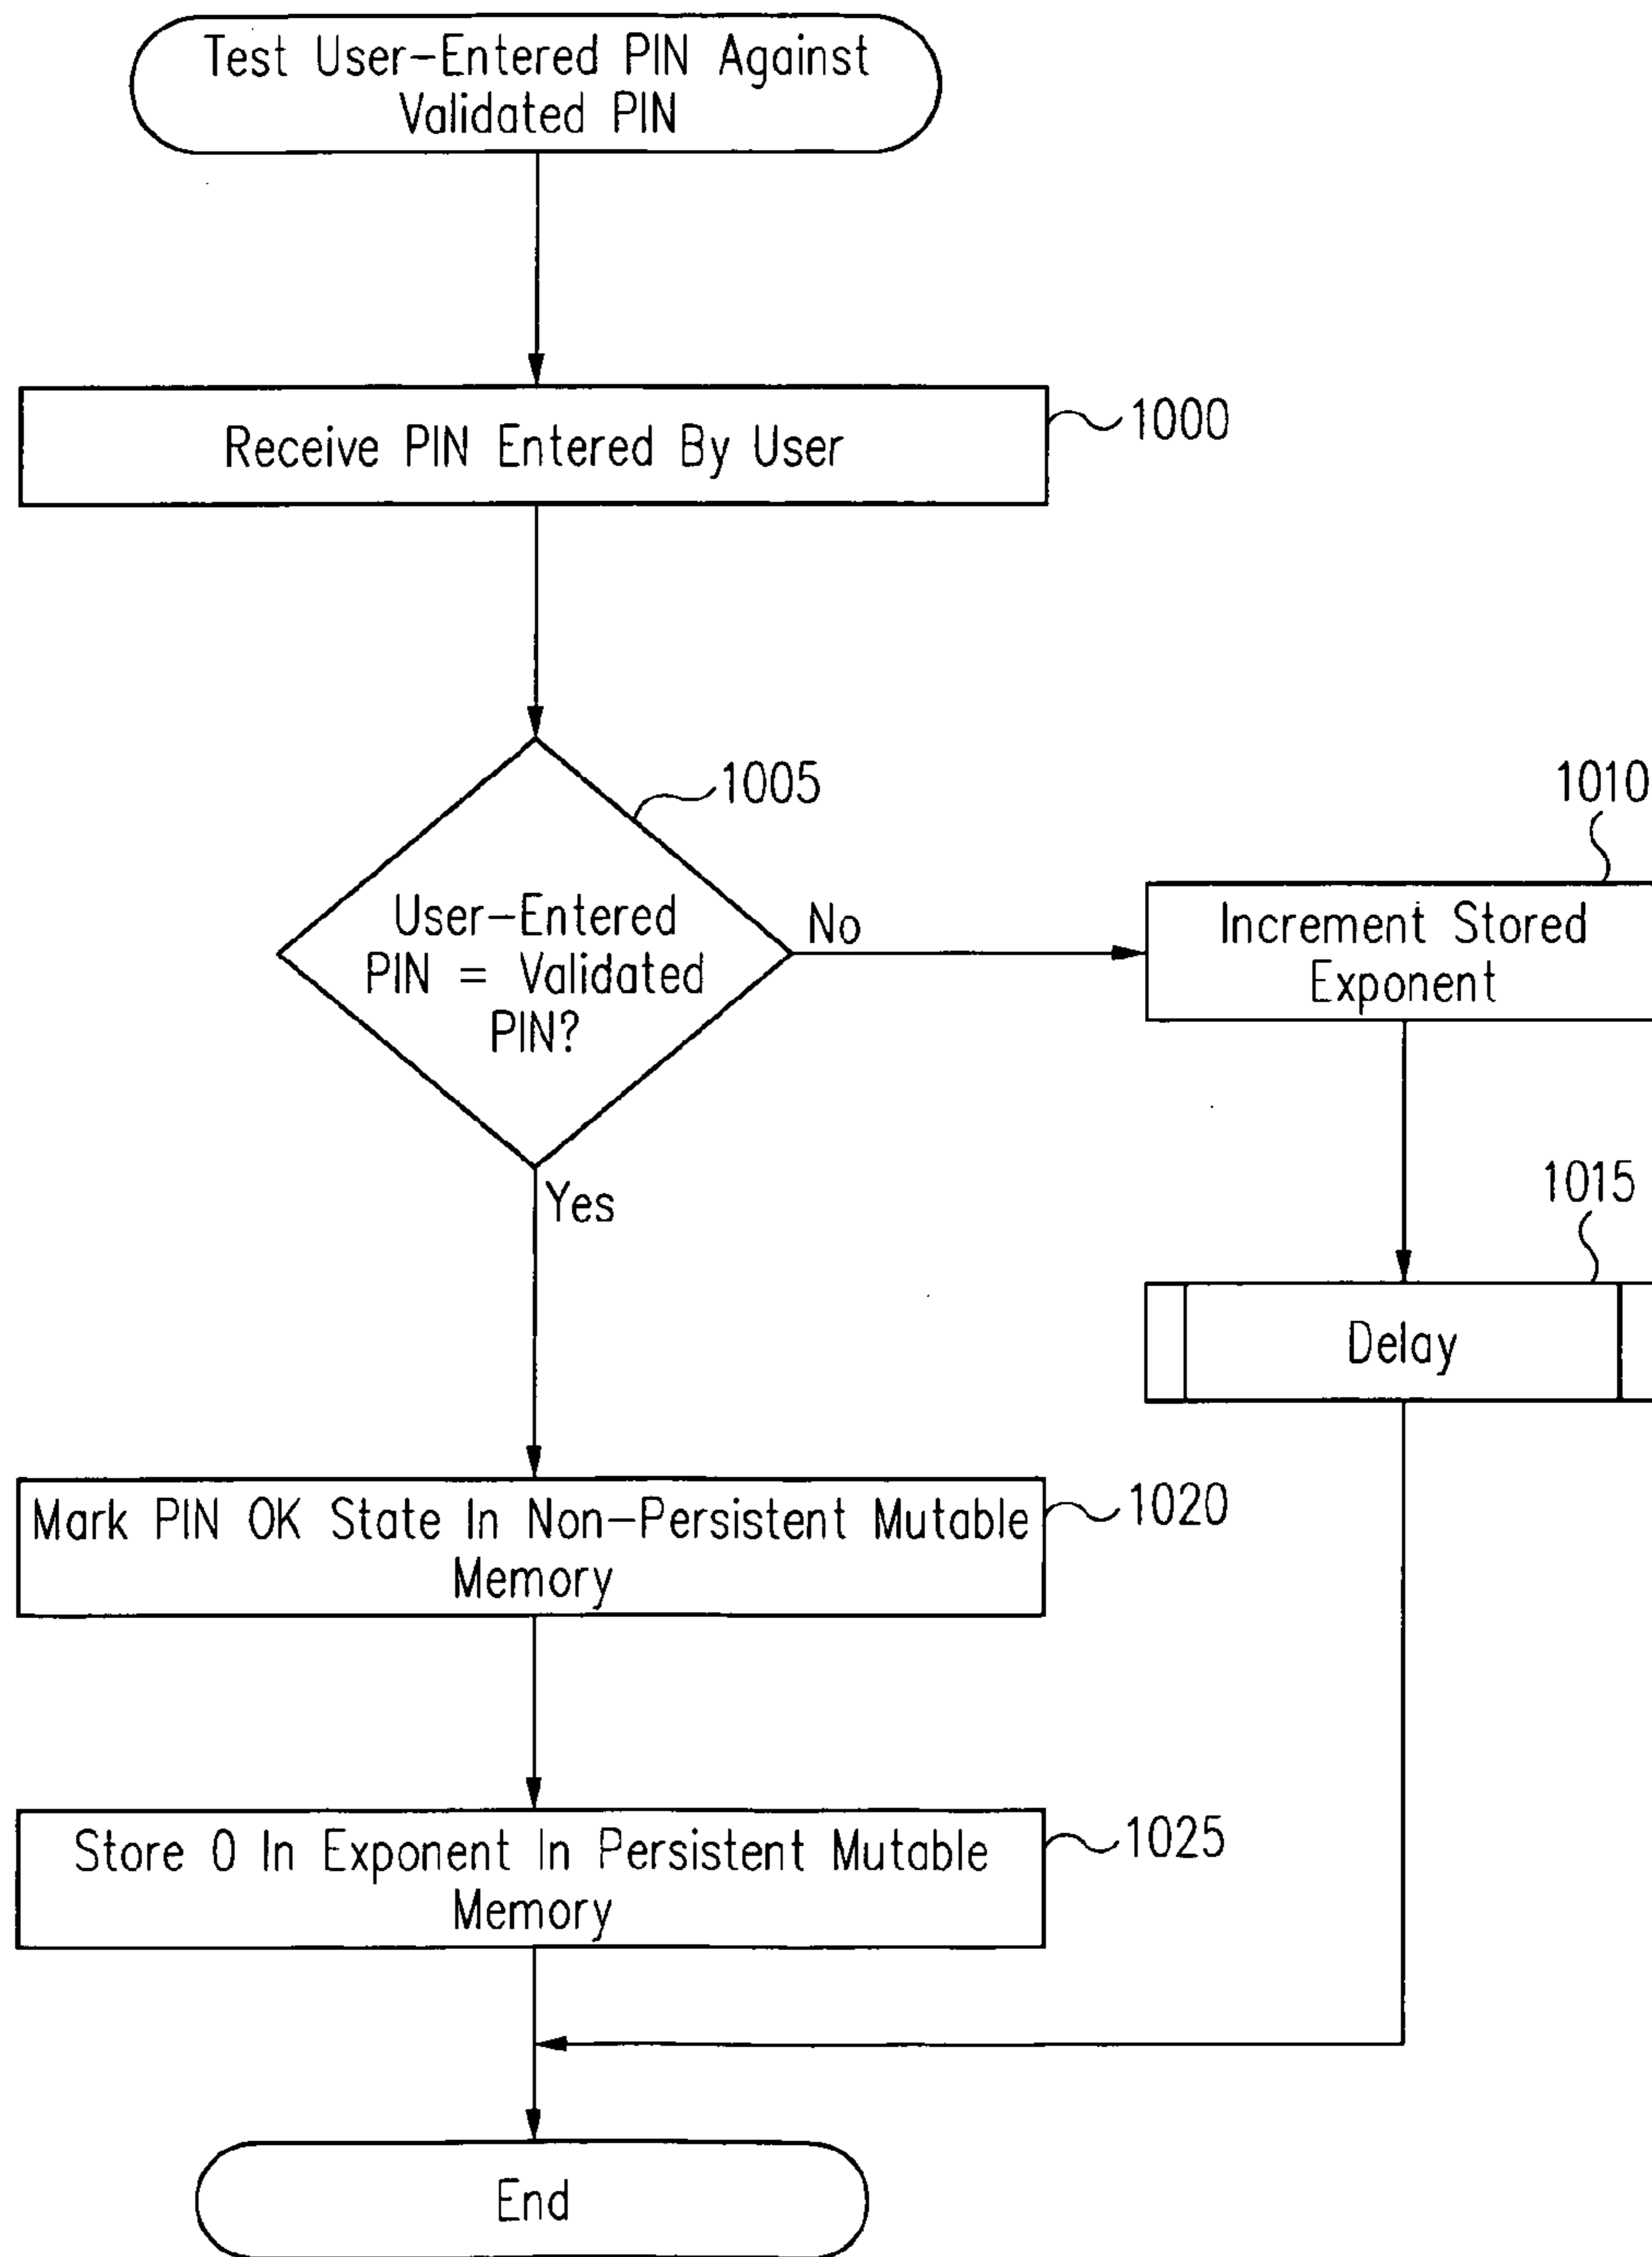 Test User-Entered PIN Against
Validated PIN
Receive PIN Entered By User
1000
1005
User-Entered
PIN = Validated
PIN?
No
Yes
1010
Increment Stored
Exponent
1015
Delay
Mark PIN OK State In Non-Persistent Mutable
Memory
1020
Store 0 In Exponent In Persistent Mutable
Memory
1025
End